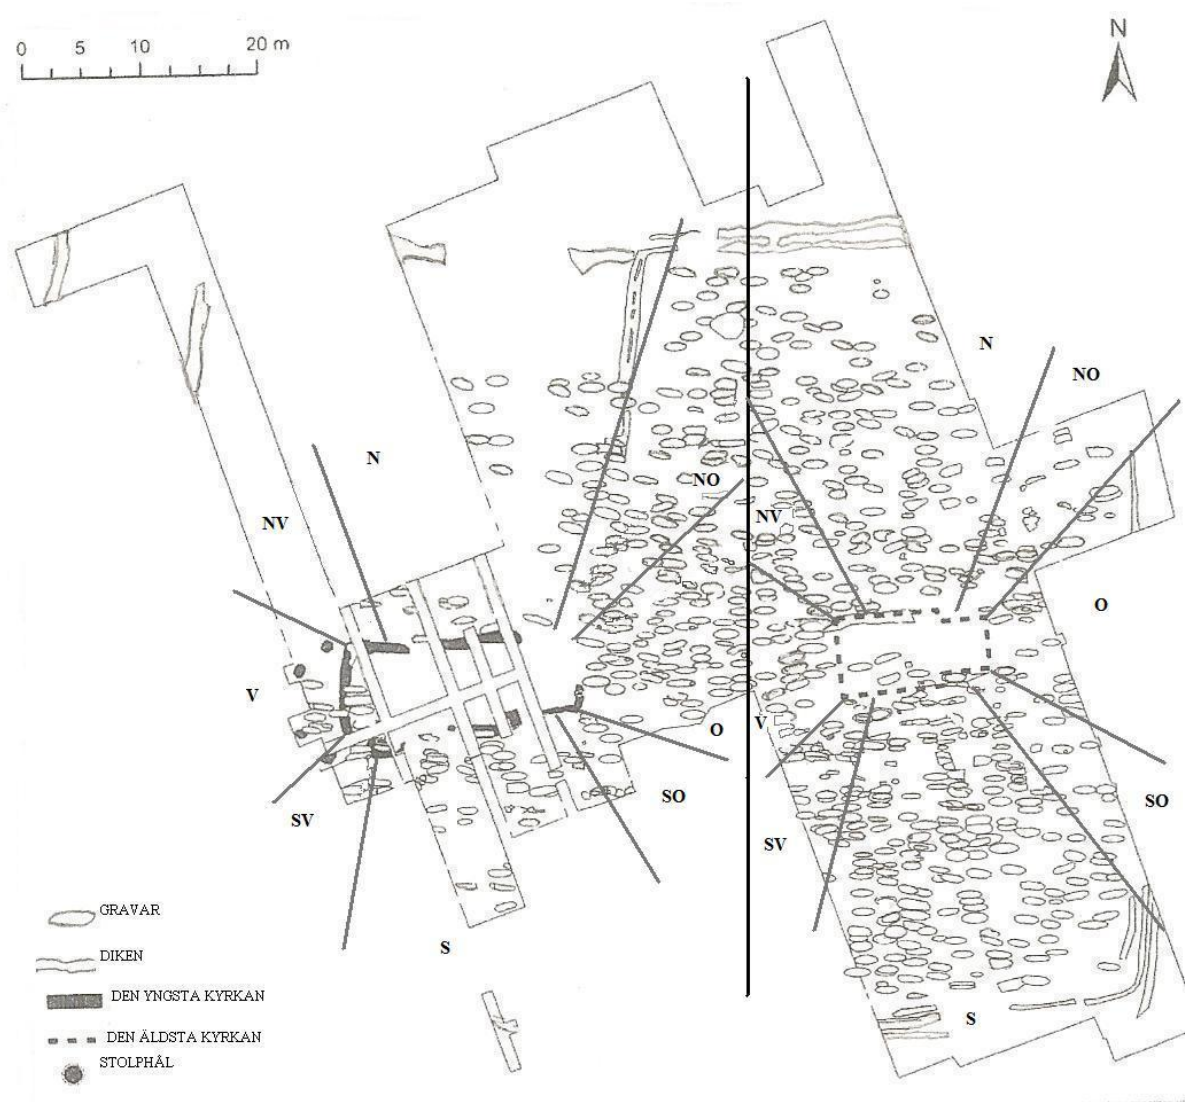 0 5 10 20 m
N
N
NO
N
NO
NV
NV
O
V
O
V
SO
SO
SV
SV
S
S
GRAVAR
DIKEN
DEN YNGSTA KYRKAN
DEN ÄLDSTA KYRKAN
STOLPHÅL